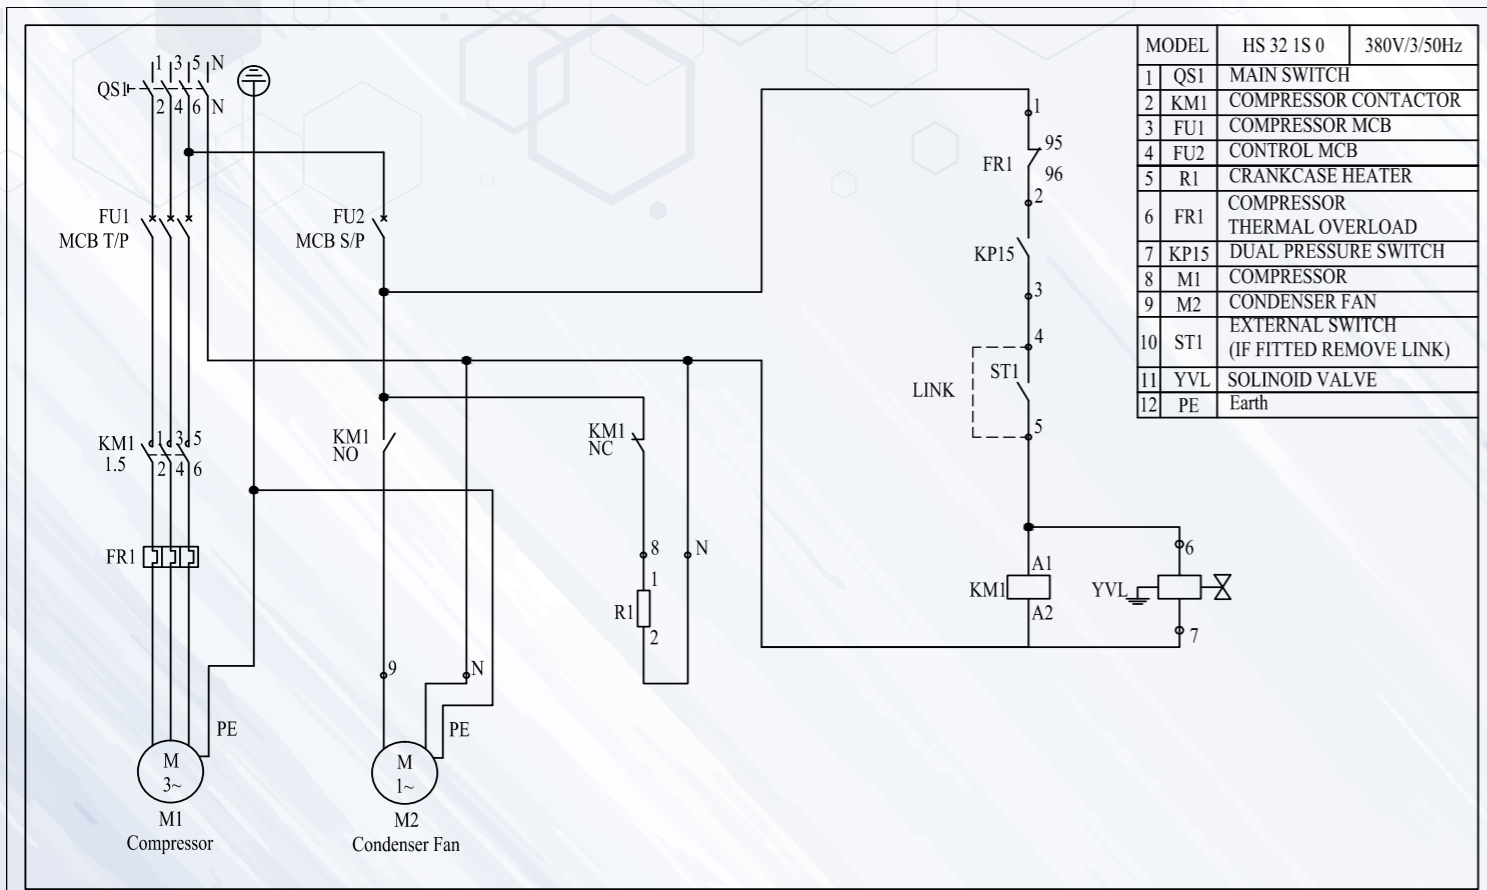 1 3 5 N
QS1
2 4 6 N
FU1
MCB T/P
FU2
MCB S/P
KM1
1.5
1 3 5
2 4 6
KM1
NO
KM1
NC
FR1
8
N
1
R1
2
9
N
PE
PE
M
3~
M1
Compressor
M
1~
M2
Condenser Fan
1
95
FR1
96
2
KP15
3
4
ST1
LINK
5
A1
KM1
A2
6
YVL
7
MODEL HS 32 1S 0 380V/3/50Hz
1 QS1 MAIN SWITCH
2 KM1 COMPRESSOR CONTACTOR
3 FU1 COMPRESSOR MCB
4 FU2 CONTROL MCB
5 R1 CRANKCASE HEATER
6 FR1 COMPRESSOR
THERMAL OVERLOAD
7 KP15 DUAL PRESSURE SWITCH
8 M1 COMPRESSOR
9 M2 CONDENSER FAN
10 ST1 EXTERNAL SWITCH
(IF FITTED REMOVE LINK)
11 YVL SOLINOID VALVE
12 PE Earth